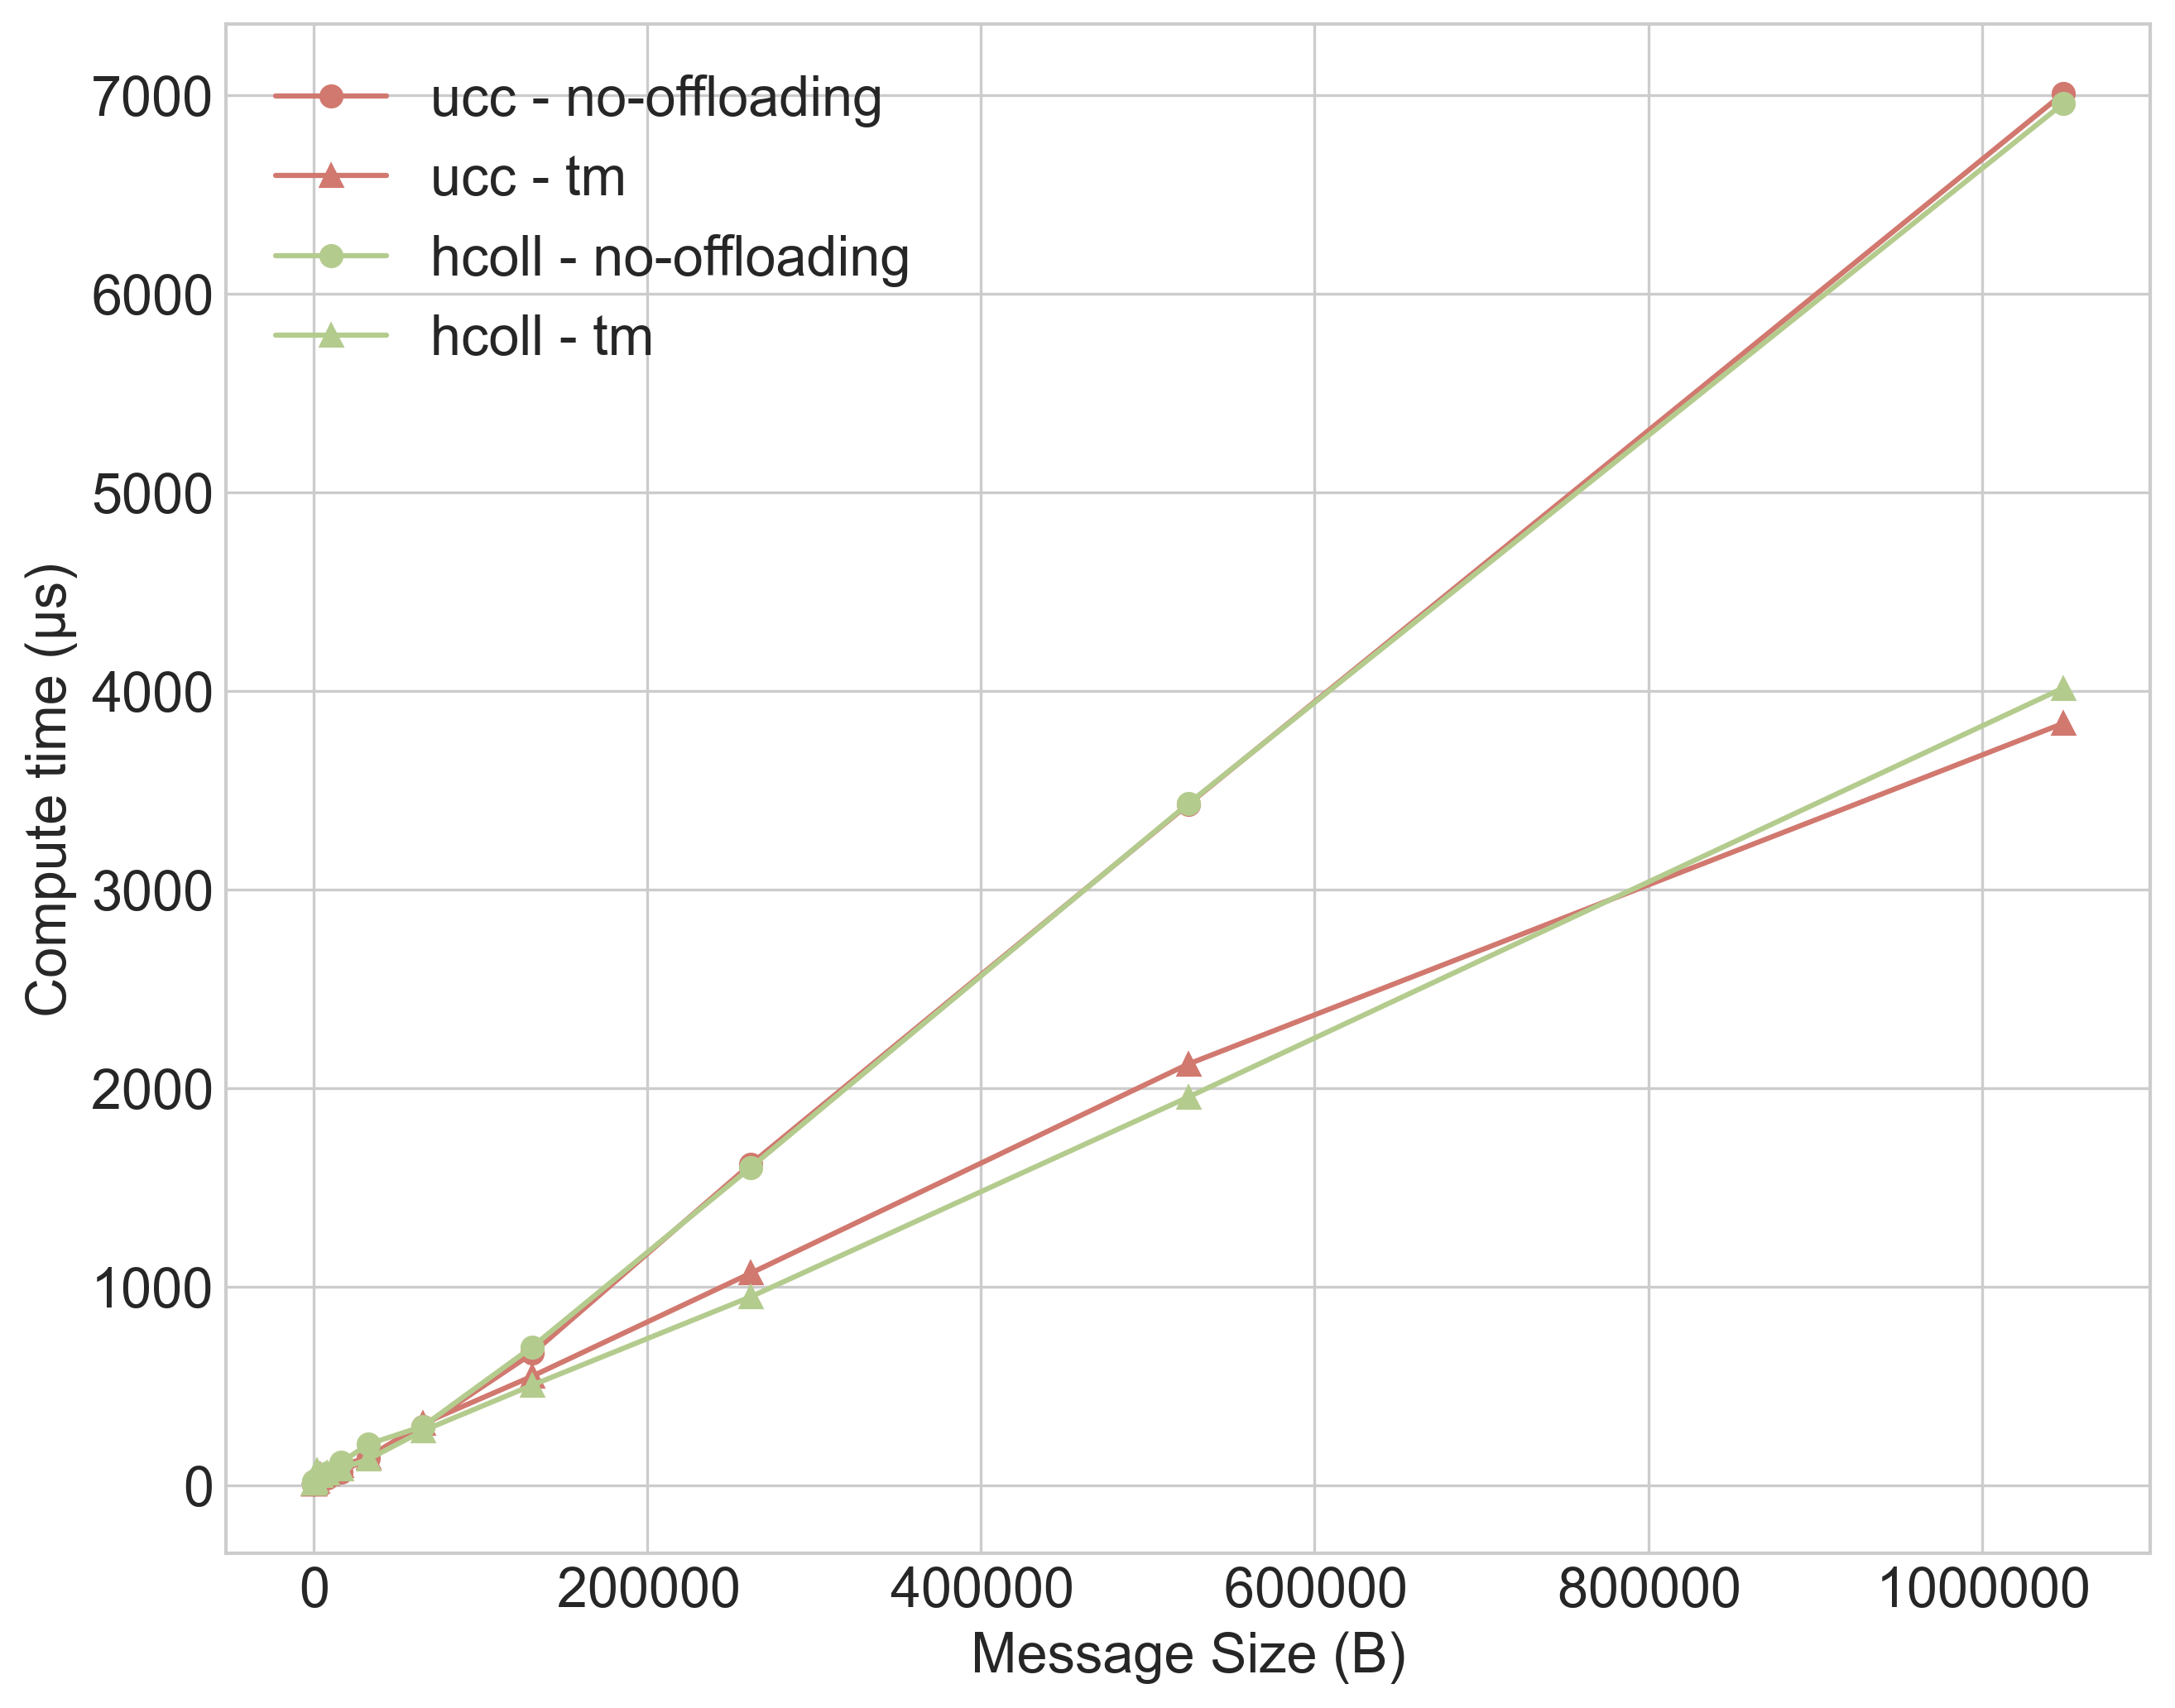 ucc - no-offloading
ucc - tm
hcoll - no-offloading
hcoll - tm
7000
6000
5000
4000
3000
2000
1000
0
Compute time (µs)
0 200000 400000 600000 800000 1000000
Message Size (B)